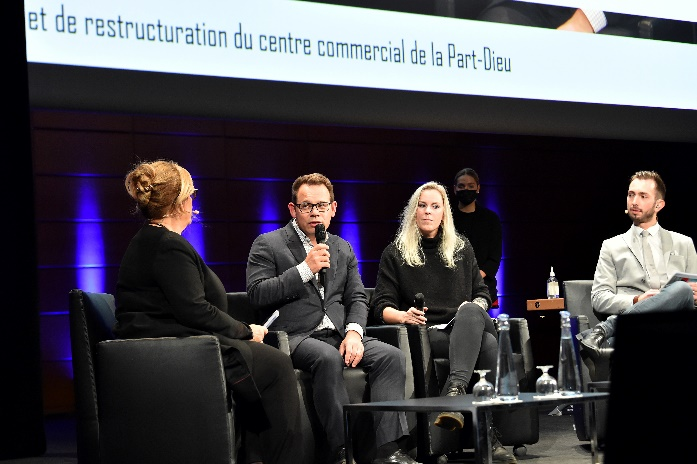 et de restructuration du centre commercial de la Part-Dieu